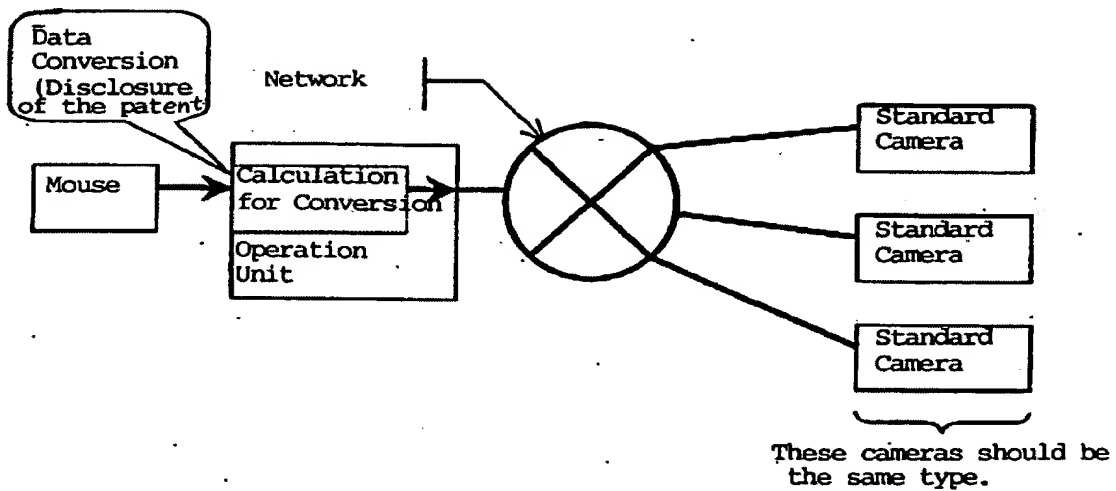 Data
Conversion
(Disclosure
of the patent
Network
Mouse
Calculation
for Conversion
Operation
Unit
Standard
Camera
Standard
Camera
Standard
Camera
These cameras should be
the same type.